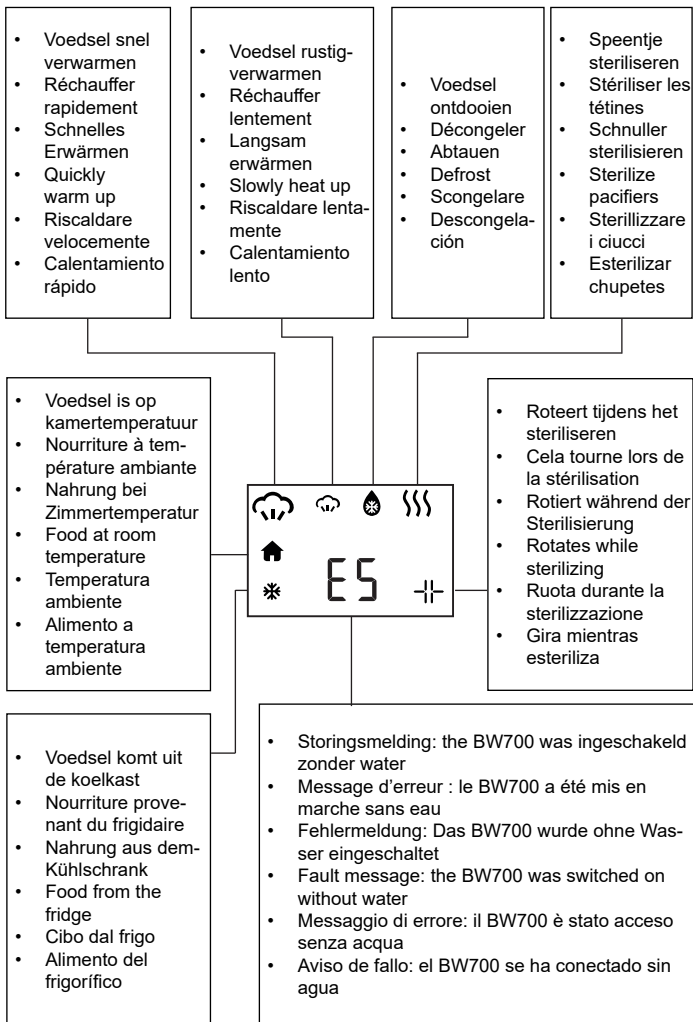 • Voedsel snel
verwarmen
• Réchauffer
rapidement
• Schnelles
Erwärmen
• Quickly
warm up
• Riscaldare
velocemente
• Calentamiento
rápido
• Voedsel rustig-
verwarmen
• Réchauffer
lentement
• Langsam
erwärmen
• Slowly heat up
• Riscaldare lenta-
mente
• Calentamiento
lento
• Voedsel
ontdooien
• Décongeler
• Abtauen
• Defrost
• Scongelare
• Descongela-
ción
• Speentje
steriliseren
• Stériliser les
tétines
• Schnuller
sterilisieren
• Sterilize
pacifiers
• Sterillizzare
i ciucci
• Esterilizar
chupetes
• Voedsel is op
kamertemperatuur
• Nourriture à tem-
pérature ambiante
• Nahrung bei
Zimmertemperatur
• Food at room
temperature
• Temperatura
ambiente
• Alimento a
temperatura
ambiente
E5
• Roteert tijdens het
steriliseren
• Cela tourne lors de
la stérilisation
• Rotiert während der
Sterilisierung
• Rotates while
sterilizing
• Ruota durante la
sterilizzazione
• Gira mientras
esteriliza
• Voedsel komt uit
de koelkast
• Nourriture prove-
nant du frigidaire
• Nahrung aus dem-
Kühlschrank
• Food from the
fridge
• Cibo dal frigo
• Alimento del
frigorífico
• Storingsmelding: the BW700 was ingeschakeld
zonder water
• Message d'erreur : le BW700 a été mis en
marche sans eau
• Fehlermeldung: Das BW700 wurde ohne Was-
ser eingeschaltet
• Fault message: the BW700 was switched on
without water
• Messaggio di errore: il BW700 è stato acceso
senza acqua
• Aviso de fallo: el BW700 se ha conectado sin
agua